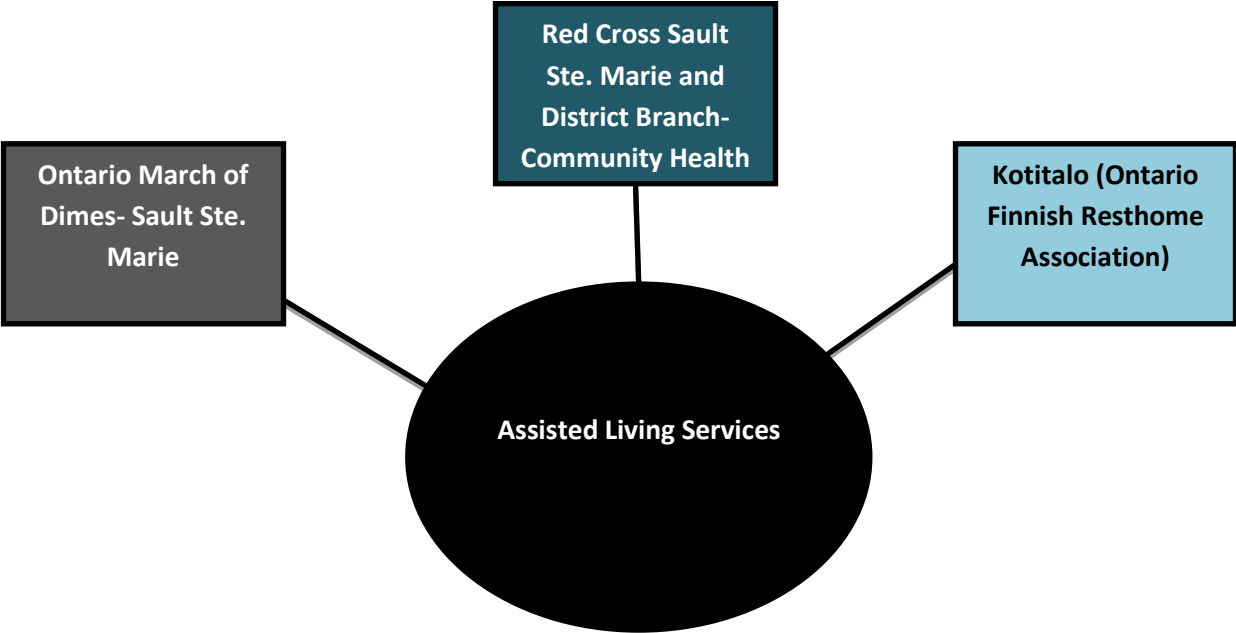 Red Cross Sault
Ste. Marie and
District Branch-
Community Health
Ontario March of
Dimes- Sault Ste.
Marie
Kotitalo (Ontario
Finnish Resthome
Association)
Assisted Living Services